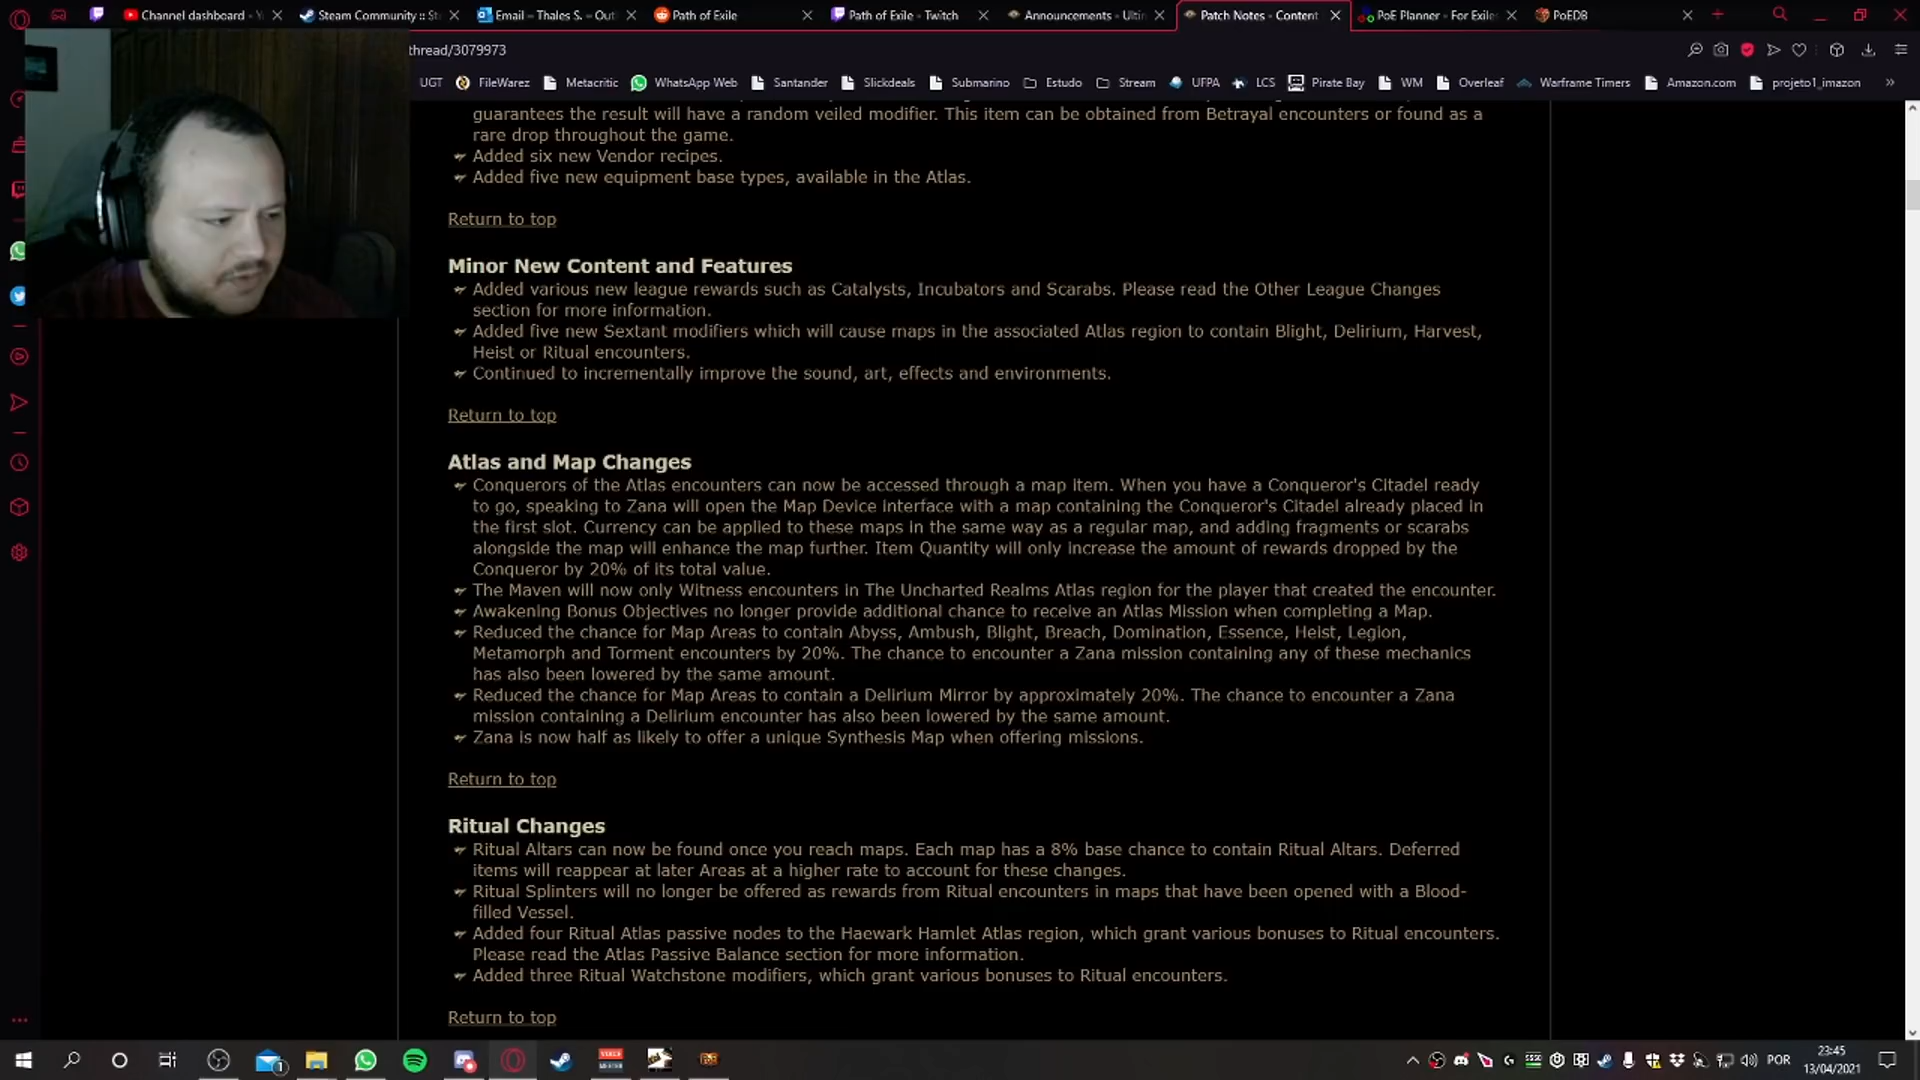 Channel dashboard - Y
Steam Community :: St
Email – Thales S. – Out
Path of Exile
Path of Exile - Twitch
Announcements - Ultim
Patch Notes - Content
PoE Planner - For Exile
PoEDB
thread/3079973
UGT
FileWarez
Metacritic
WhatsApp Web
Santander
Slickdeals
Submarino
Estudo
Stream
UFPA
LCS
Pirate Bay
WM
Overleaf
Warframe Timers
Amazon.com
projeto1_imazon
guarantees the result will have a random veiled modifier. This item can be obtained from Betrayal encounters or found as a
rare drop throughout the game.
Added six new Vendor recipes.
Added five new equipment base types, available in the Atlas.
Return to top
Minor New Content and Features
Added various new league rewards such as Catalysts, Incubators and Scarabs. Please read the Other League Changes
section for more information.
Added five new Sextant modifiers which will cause maps in the associated Atlas region to contain Blight, Delirium, Harvest,
Heist or Ritual encounters.
Continued to incrementally improve the sound, art, effects and environments.
Return to top
Atlas and Map Changes
Conquerors of the Atlas encounters can now be accessed through a map item. When you have a Conqueror's Citadel ready
to go, speaking to Zana will open the Map Device interface with a map containing the Conqueror's Citadel already placed in
the first slot. Currency can be applied to these maps in the same way as a regular map, and adding fragments or scarabs
alongside the map will enhance the map further. Item Quantity will only increase the amount of rewards dropped by the
Conqueror by 20% of its total value.
The Maven will now only Witness encounters in The Uncharted Realms Atlas region for the player that created the encounter.
Awakening Bonus Objectives no longer provide additional chance to receive an Atlas Mission when completing a Map.
Reduced the chance for Map Areas to contain Abyss, Ambush, Blight, Breach, Domination, Essence, Heist, Legion,
Metamorph and Torment encounters by 20%. The chance to encounter a Zana mission containing any of these mechanics
has also been lowered by the same amount.
Reduced the chance for Map Areas to contain a Delirium Mirror by approximately 20%. The chance to encounter a Zana
mission containing a Delirium encounter has also been lowered by the same amount.
Zana is now half as likely to offer a unique Synthesis Map when offering missions.
Return to top
Ritual Changes
Ritual Altars can now be found once you reach maps. Each map has a 8% base chance to contain Ritual Altars. Deferred
items will reappear at later Areas at a higher rate to account for these changes.
Ritual Splinters will no longer be offered as rewards from Ritual encounters in maps that have been opened with a Blood-
filled Vessel.
Added four Ritual Atlas passive nodes to the Haewark Hamlet Atlas region, which grant various bonuses to Ritual encounters.
Please read the Atlas Passive Balance section for more information.
Added three Ritual Watchstone modifiers, which grant various bonuses to Ritual encounters.
Return to top
POR
23:45
13/04/2021